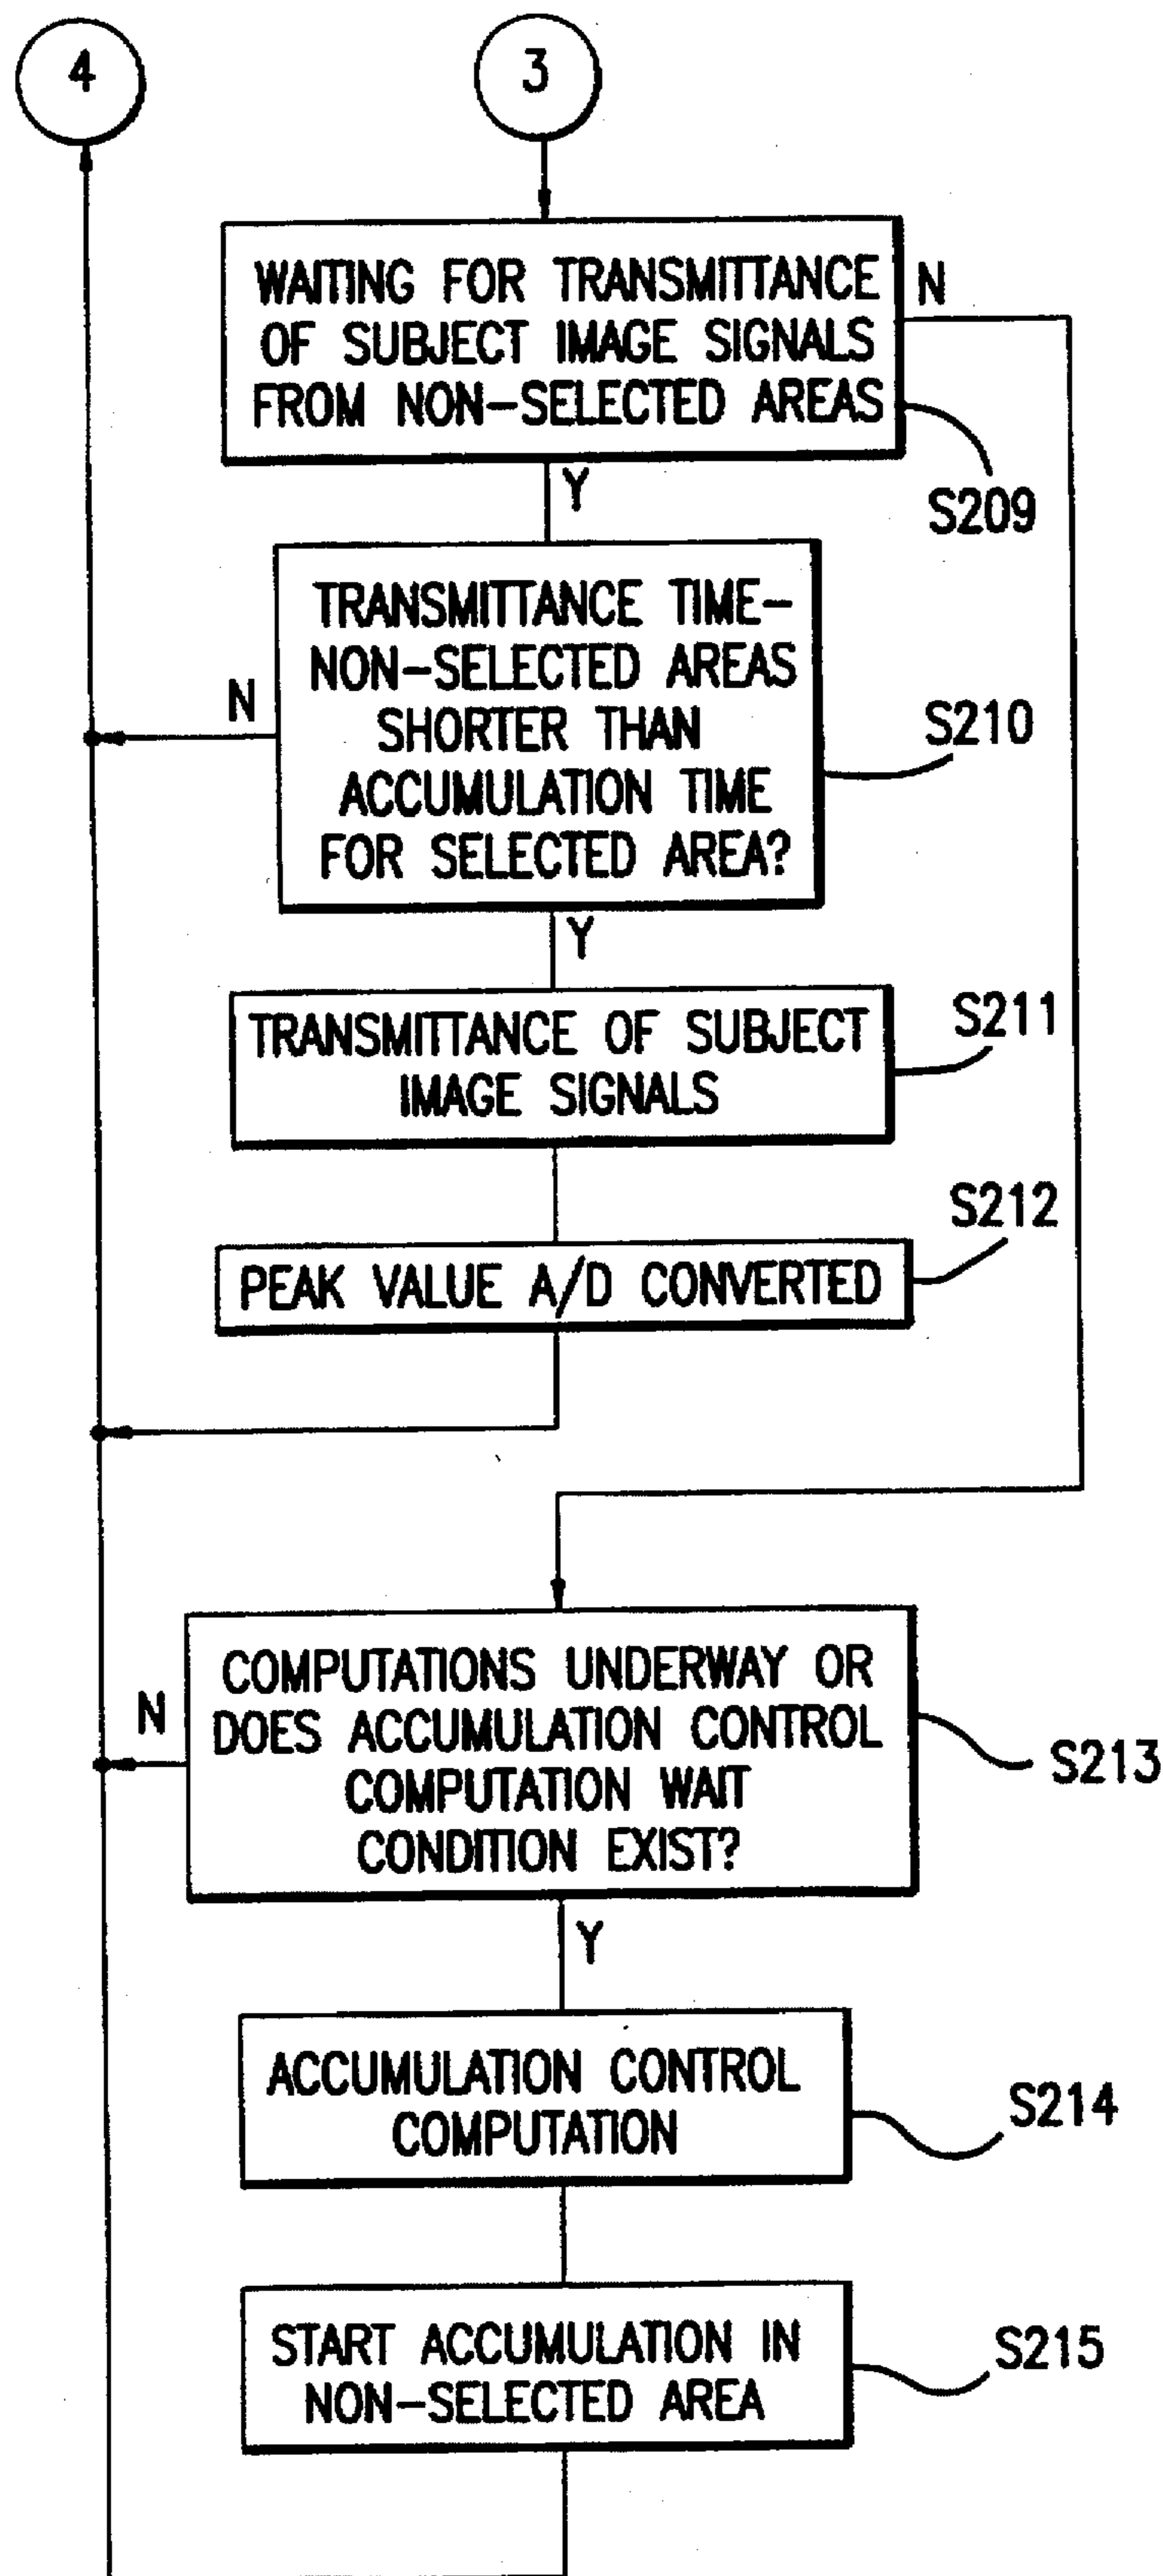 4
3
WAITING FOR TRANSMITTANCE
OF SUBJECT IMAGE SIGNALS
FROM NON-SELECTED AREAS
N
S209
Y
TRANSMITTANCE TIME-
NON-SELECTED AREAS
SHORTER THAN
ACCUMULATION TIME
FOR SELECTED AREA?
N
S210
Y
TRANSMITTANCE OF SUBJECT
IMAGE SIGNALS
S211
PEAK VALUE A/D CONVERTED
S212
COMPUTATIONS UNDERWAY OR
DOES ACCUMULATION CONTROL
COMPUTATION WAIT
CONDITION EXIST?
N
S213
Y
ACCUMULATION CONTROL
COMPUTATION
S214
START ACCUMULATION IN
NON-SELECTED AREA
S215